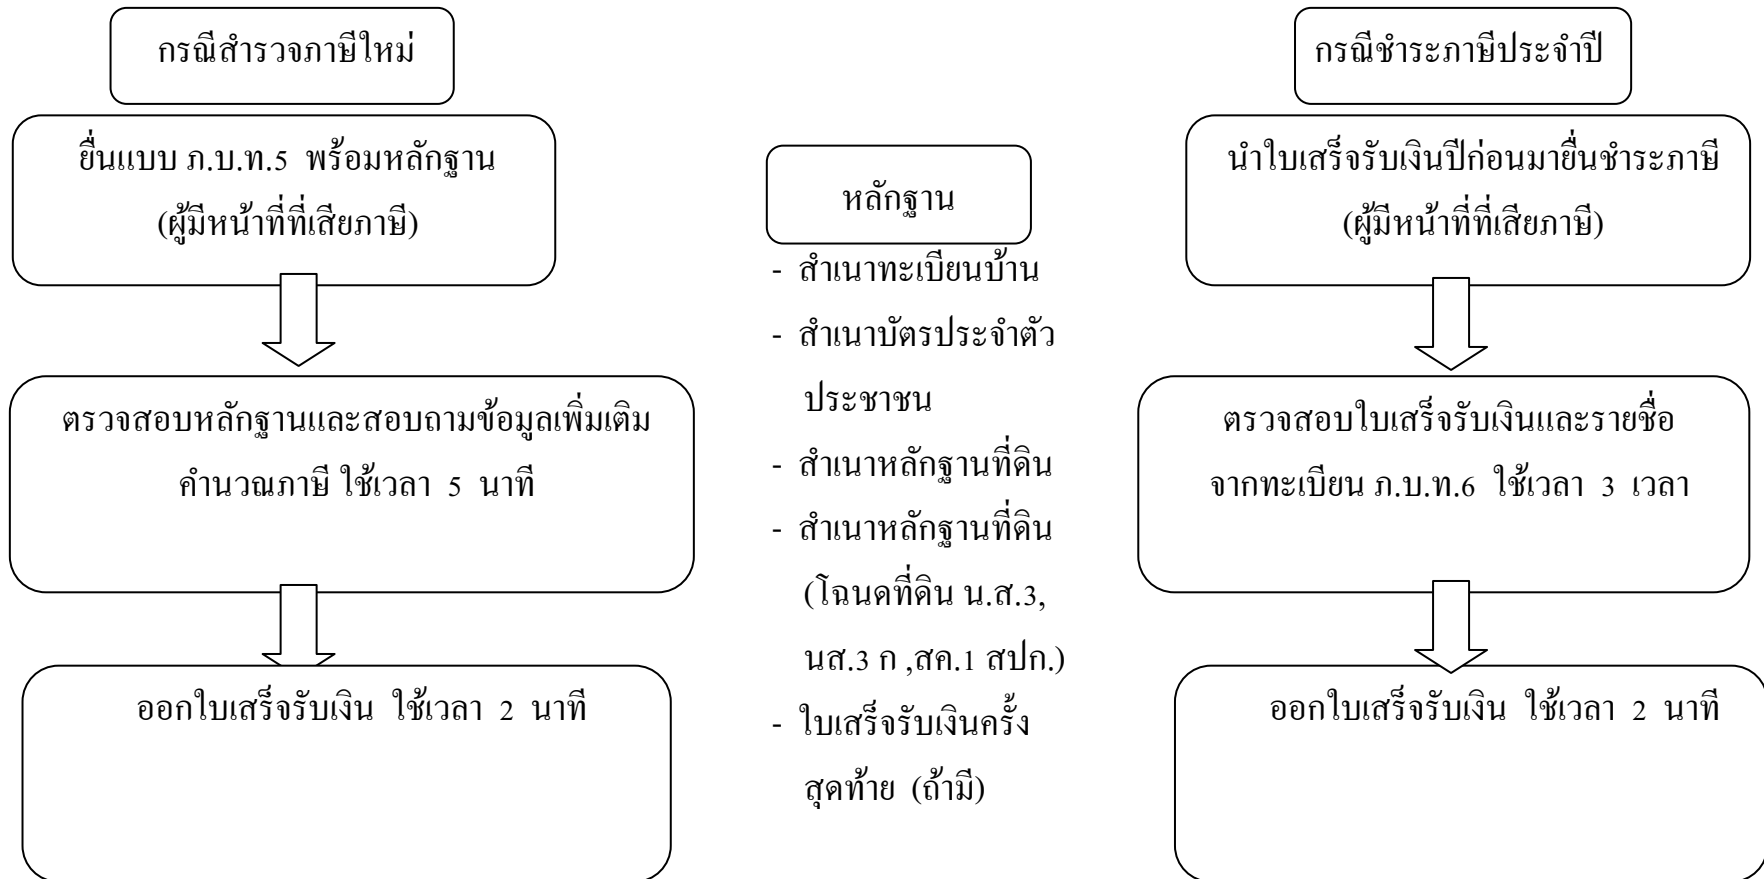 กรณีสำรวจภาษีใหม่
ยื่นแบบ ภ.บ.ท.5 พร้อมหลักฐาน
(ผู้มีหน้าที่ที่เสียภาษี)
ตรวจสอบหลักฐานและสอบถามข้อมูลเพิ่มเติม
คำนวณภาษี ใช้เวลา 5 นาที
ออกใบเสร็จรับเงิน ใช้เวลา 2 นาที
หลักฐาน
- สำเนาทะเบียนบ้าน
- สำเนาบัตรประจำตัว
ประชาชน
- สำเนาหลักฐานที่ดิน
- สำเนาหลักฐานที่ดิน
(โฉนดที่ดิน น.ส.3,
นส.3 ก ,สค.1 สปก.)
- ใบเสร็จรับเงินครั้ง
สุดท้าย (ถ้ามี)
กรณีชำระภาษีประจำปี
นำใบเสร็จรับเงินปีก่อนมายื่นชำระภาษี
(ผู้มีหน้าที่ที่เสียภาษี)
ตรวจสอบใบเสร็จรับเงินและรายชื่อ
จากทะเบียน ภ.บ.ท.6 ใช้เวลา 3 เวลา
ออกใบเสร็จรับเงิน ใช้เวลา 2 นาที